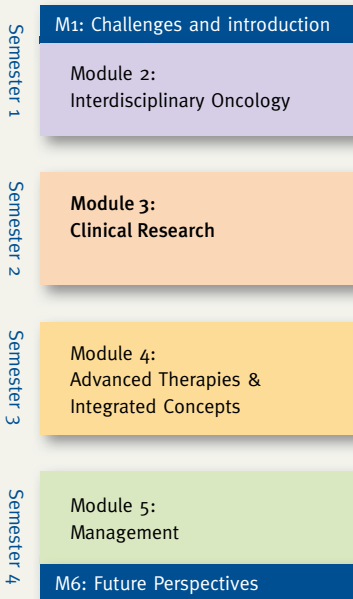 Semester 1
M1: Challenges and introduction
Module 2:
Interdisciplinary Oncology
Semester 2
Module 3:
Clinical Research
Semester 3
Module 4:
Advanced Therapies &
Integrated Concepts
Semester 4
Module 5:
Management
M6: Future Perspectives